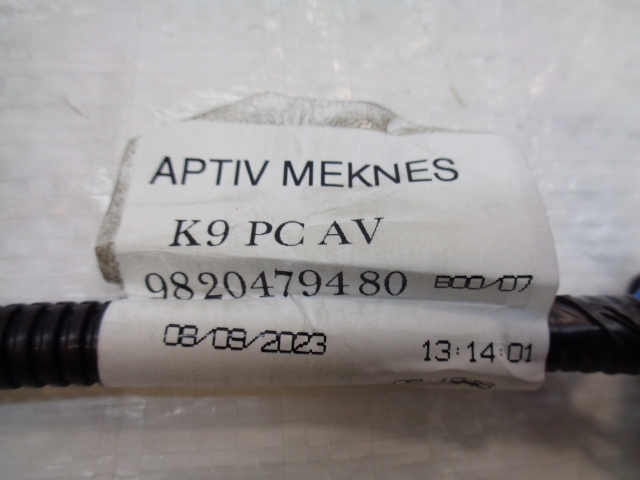 APTIV MEKNES
K9 PC AV
9820479480 B00/07
08/08/2023 13:14:01